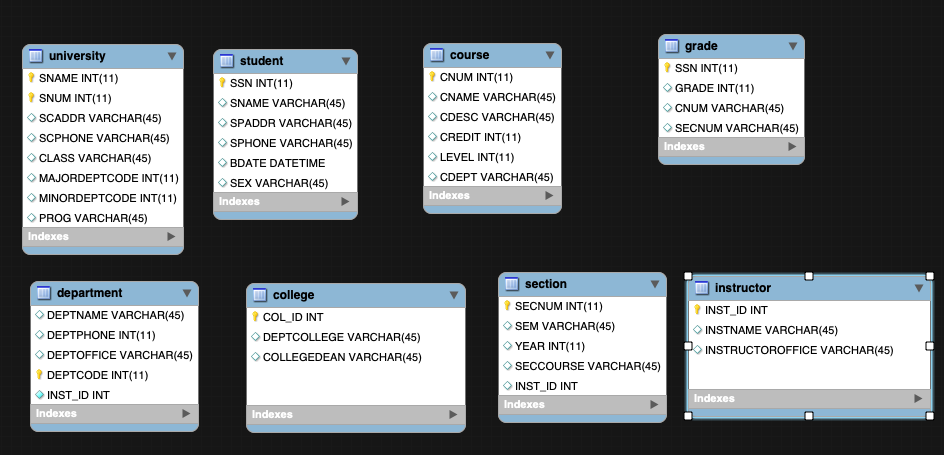 university
SNAME INT(11)
SNUM INT(11)
SCADDR VARCHAR(45)
SCPHONE VARCHAR(45)
CLASS VARCHAR(45)
MAJORDEPTCODE INT(11)
MINORDEPTCODE INT(11)
PROG VARCHAR(45)
Indexes
student
SSN INT(11)
SNAME VARCHAR(45)
SPADDR VARCHAR(45)
SPHONE VARCHAR(45)
BDATE DATETIME
SEX VARCHAR(45)
Indexes
course
CNUM INT(11)
CNAME VARCHAR(45)
CDESC VARCHAR(45)
CREDIT INT(11)
LEVEL INT(11)
CDEPT VARCHAR(45)
Indexes
grade
SSN INT(11)
GRADE INT(11)
CNUM VARCHAR(45)
SECNUM VARCHAR(45)
Indexes
department
DEPTNAME VARCHAR(45)
DEPTPHONE INT(11)
DEPTOFFICE VARCHAR(45)
DEPTCODE INT(11)
INST_ID INT
Indexes
college
COL_ID INT
DEPTCOLLEGE VARCHAR(45)
COLLEGEDEAN VARCHAR(45)
Indexes
section
SECNUM INT(11)
SEM VARCHAR(45)
YEAR INT(11)
SECCOURSE VARCHAR(45)
INST_ID INT
Indexes
instructor
INST_ID INT
INSTNAME VARCHAR(45)
INSTRUCTOROFFICE VARCHAR(45)
Indexes